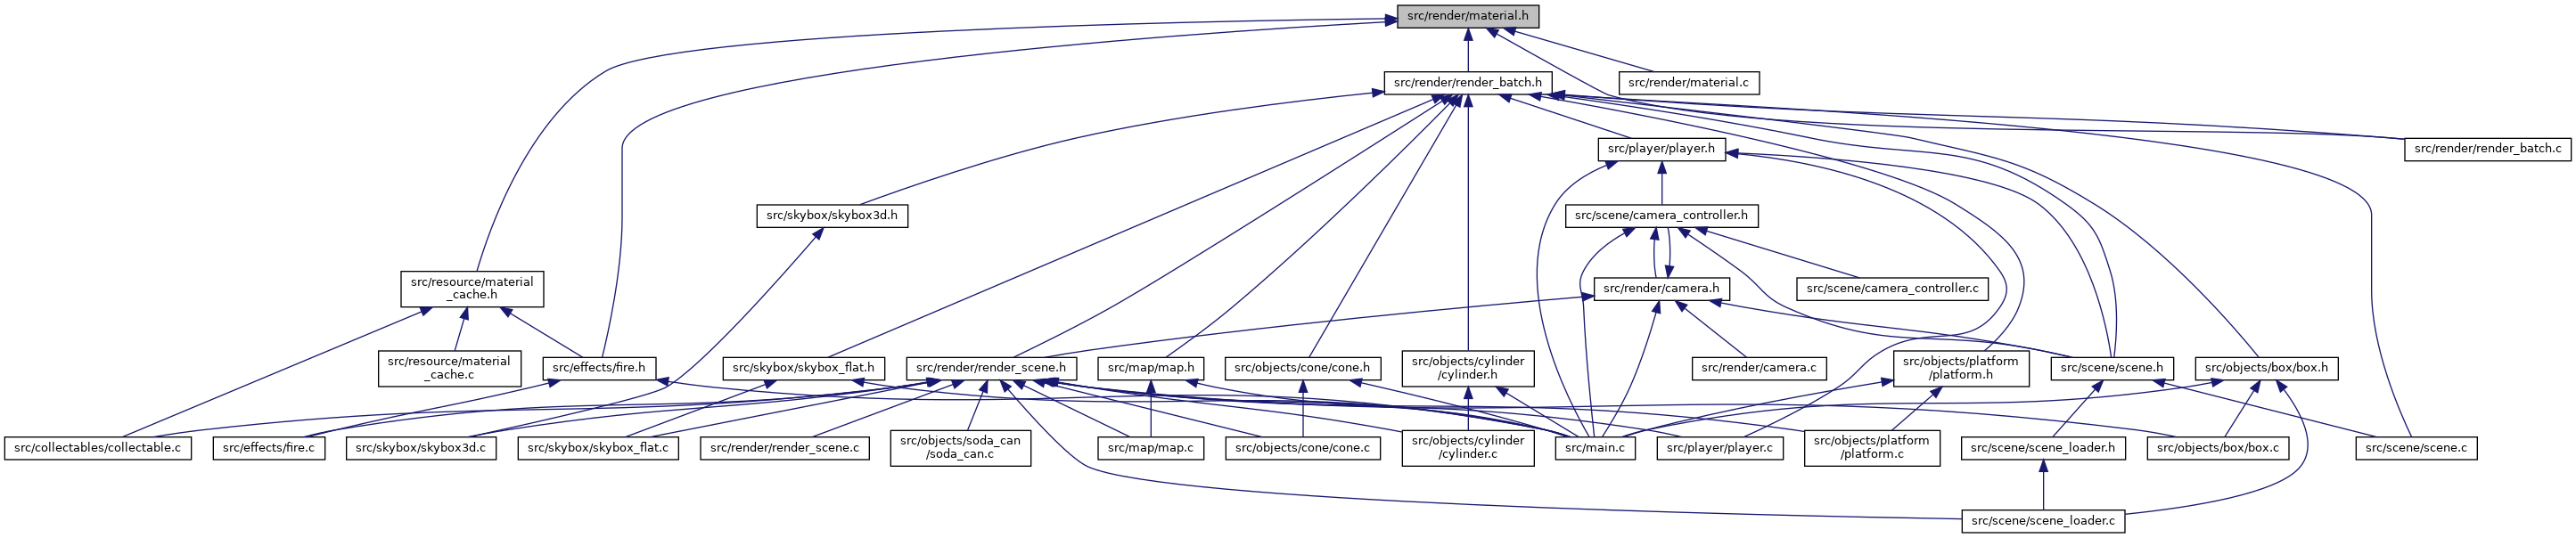 src/render/material.h
src/render/render_batch.h
src/render/material.c
src/player/player.h
src/render/render_batch.c
src/skybox/skybox3d.h
src/scene/camera_controller.h
src/resource/material
_cache.h
src/render/camera.h
src/scene/camera_controller.c
src/resource/material
_cache.c
src/effects/fire.h
src/skybox/skybox_flat.h
src/render/render_scene.h
src/map/map.h
src/objects/cone/cone.h
src/objects/cylinder
/cylinder.h
src/render/camera.c
src/objects/platform
/platform.h
src/scene/scene.h
src/objects/box/box.h
src/collectables/collectable.c
src/effects/fire.c
src/skybox/skybox3d.c
src/skybox/skybox_flat.c
src/render/render_scene.c
src/objects/soda_can
/soda_can.c
src/map/map.c
src/objects/cone/cone.c
src/objects/cylinder
/cylinder.c
src/main.c
src/player/player.c
src/objects/platform
/platform.c
src/scene/scene_loader.h
src/objects/box/box.c
src/scene/scene.c
src/scene/scene_loader.c